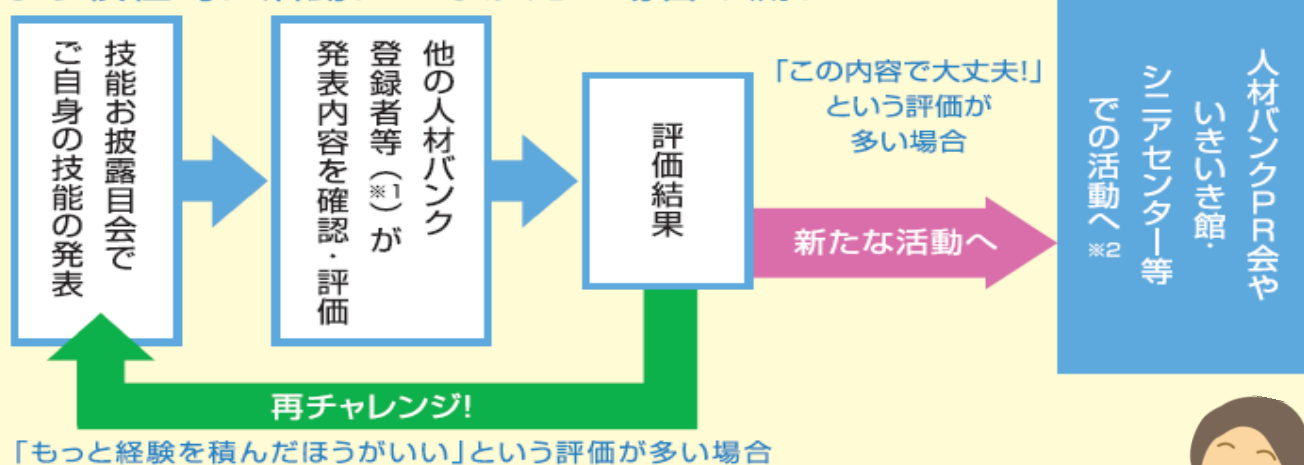 技能お披露目会で
ご自身の技能の発表
他の人材バンク
登録者等(※1)が
発表内容を確認・評価
評価結果
「この内容で大丈夫!」
という評価が
多い場合
新たな活動へ
人材バンクPR会や
いきいき館・
シニアセンター等
での活動へ※2
再チャレンジ!
「もっと経験を積んだほうがいい」という評価が多い場合